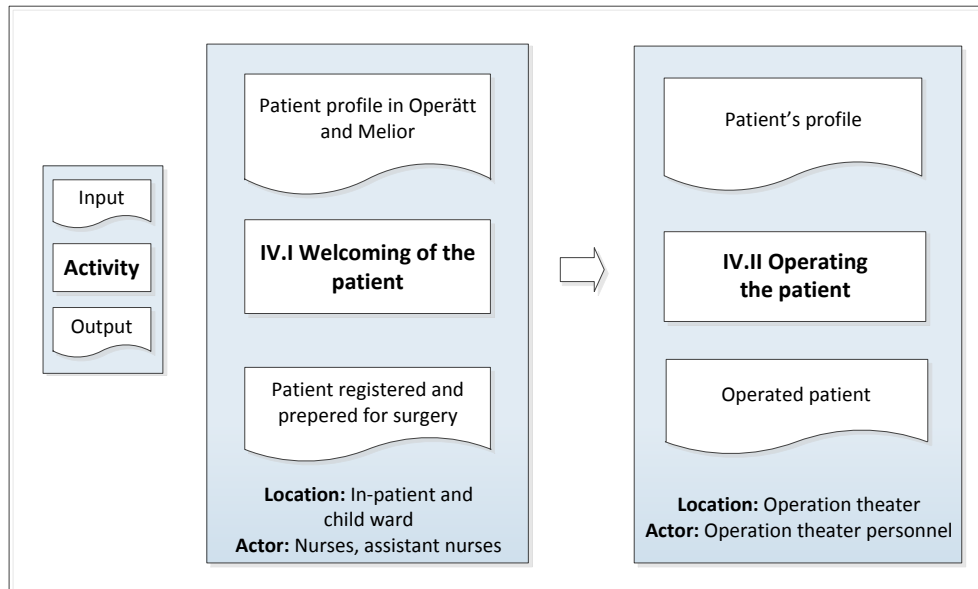 Input
Activity
Output
Patient profile in Operätt
and Melior
IV.I Welcoming of the
patient
Patient registered and
prepered for surgery
Location: In-patient and
child ward
Actor: Nurses, assistant nurses
Patient's profile
IV.II Operating
the patient
Operated patient
Location: Operation theater
Actor: Operation theater personnel